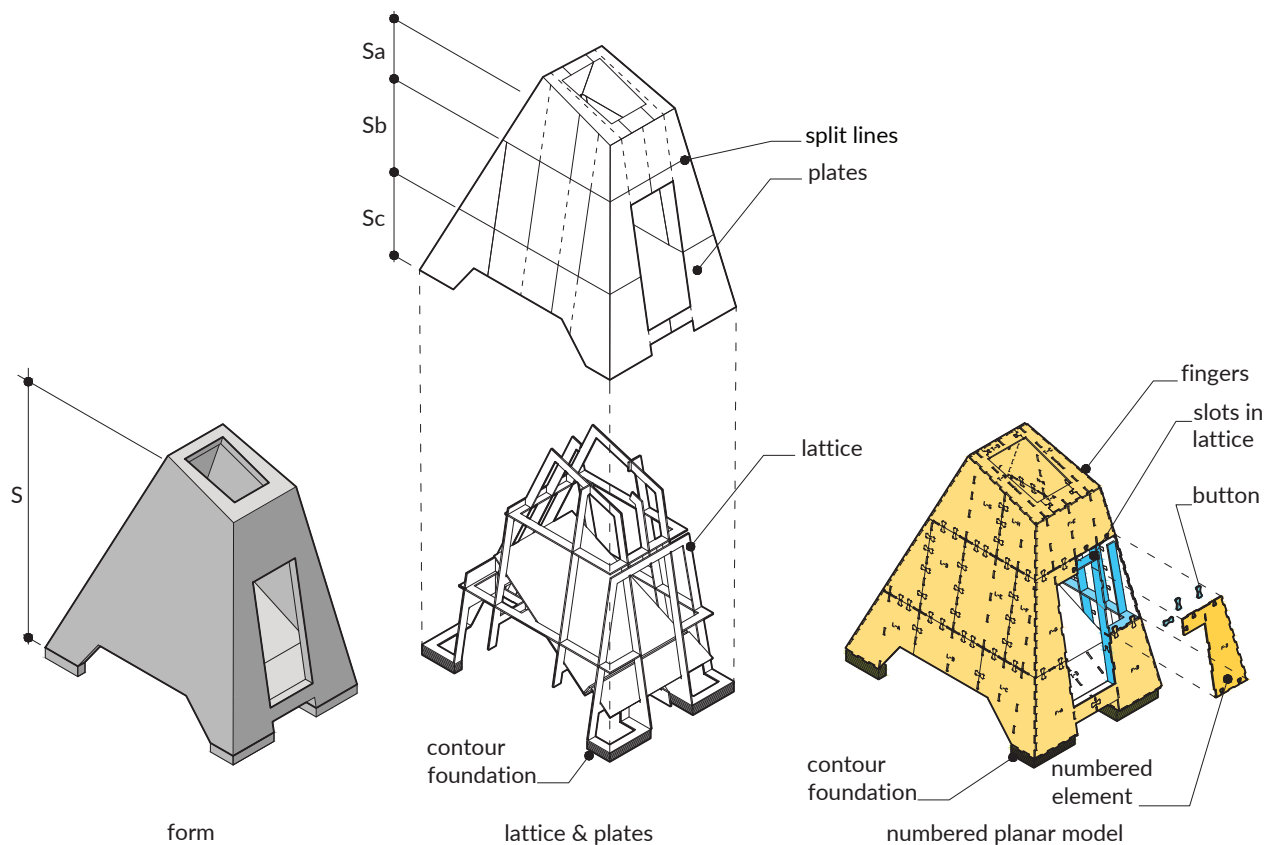 Sa
Sb
split lines
plates
Sc
S
fingers
slots in
lattice
lattice
button
contour
foundation
contour
foundation
numbered
element
form
lattice & plates
numbered planar model